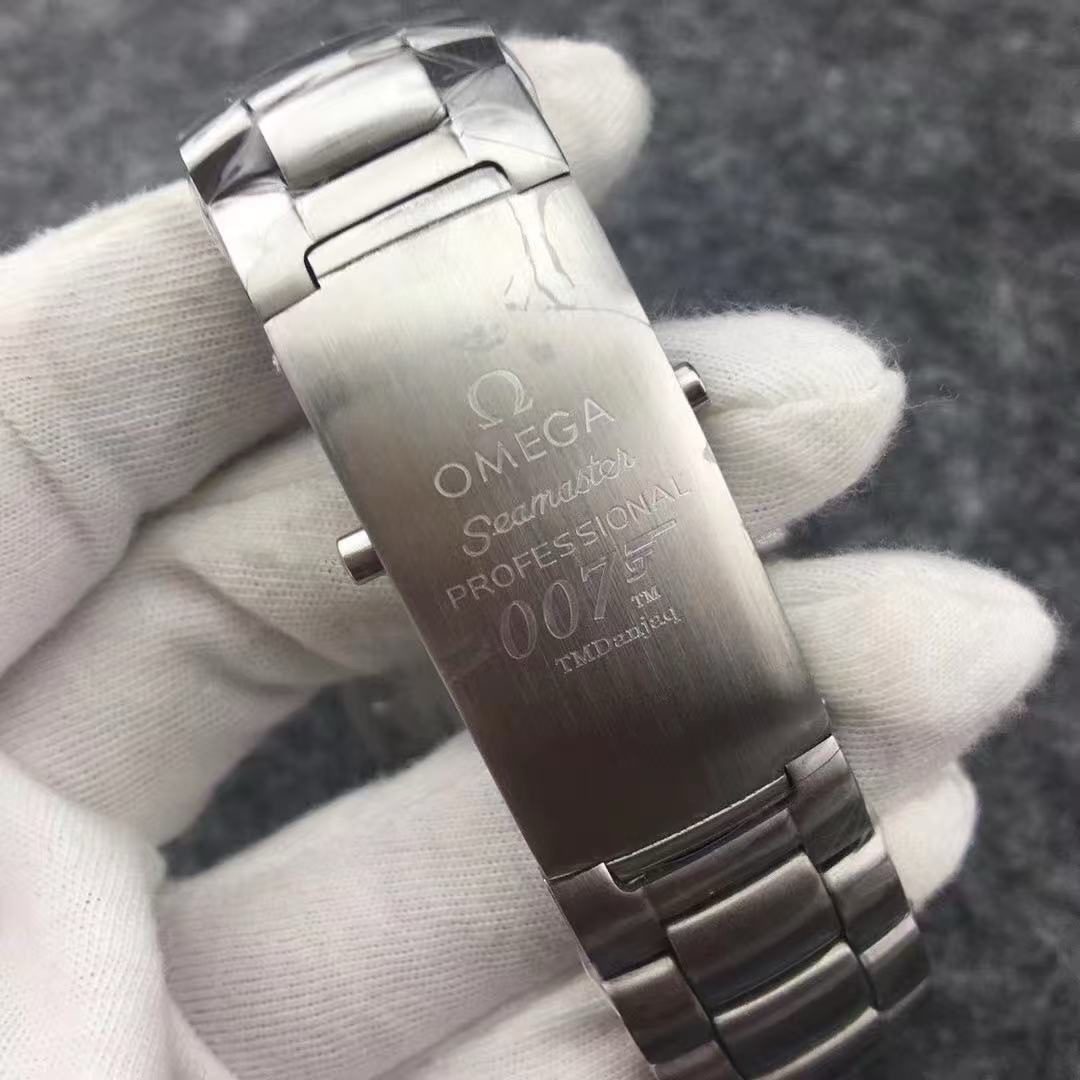 Ω
OMEGA
Seamaster
PROFESSIONAL
007
TM
TMDanjaq